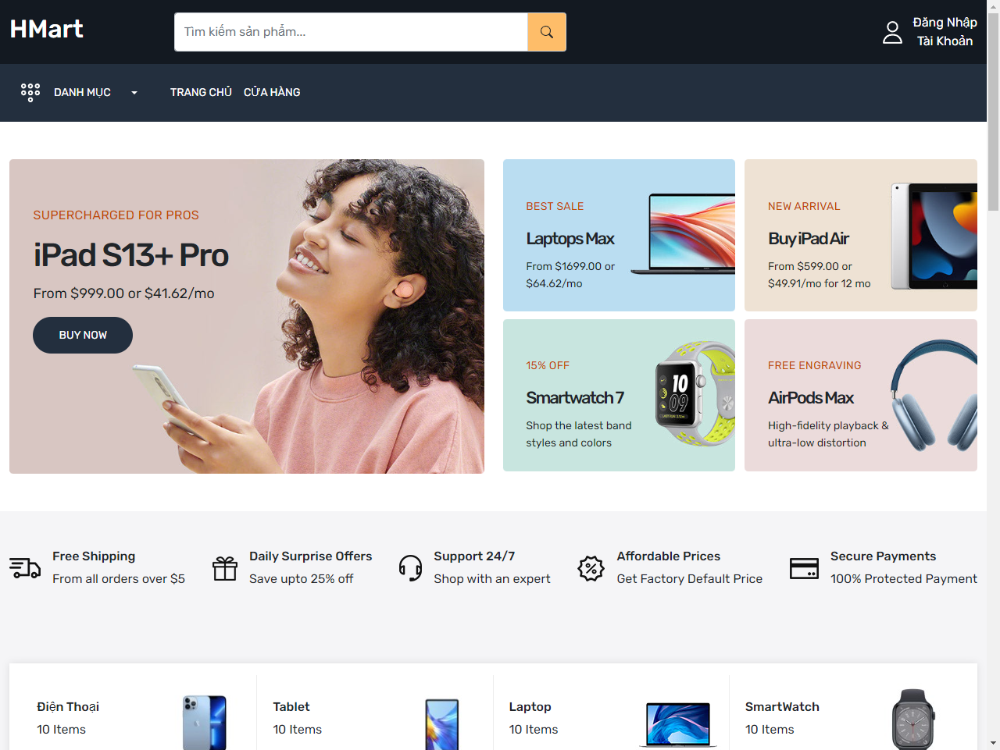 HMart
Tìm kiếm sản phẩm...
Đăng Nhập
Tài Khoản
DANH MỤC
TRANG CHỦ
CỬA HÀNG
SUPERCHARGED FOR PROS
iPad S13+ Pro
From $999.00 or $41.62/mo
BUY NOW
BEST SALE
Laptops Max
From $1699.00 or
$64.62/mo
NEW ARRIVAL
Buy iPad Air
From $599.00 or
$49.91/mo for 12 mo
15% OFF
Smartwatch 7
Shop the latest band
styles and colors
10
09
FREE ENGRAVING
AirPods Max
High-fidelity playback &
ultra-low distortion
Free Shipping
From all orders over $5
Daily Surprise Offers
Save upto 25% off
Support 24/7
Shop with an expert
Affordable Prices
Get Factory Default Price
Secure Payments
100% Protected Payment
Điện Thoại
10 Items
Tablet
10 Items
Laptop
10 Items
SmartWatch
10 Items